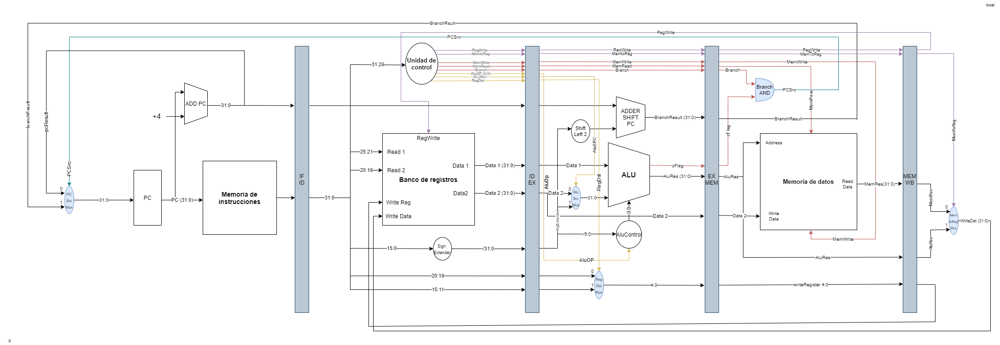 kwat
BranchRsult
RegWrite
PCSrc
RegWrite
MemtoReg
MemWrite
MemRead
Branch
AluOP (2:0)
ALUSrc
RegDst
RegWrite
MemtoReg
MemWrite
MemRead
Branch
RegWrite
MemToReg
MemWrite
Branch
Unidad de
control
31:26
Branch
AND
PCSrc
MemRead
branchResult
pcResult
ADD PC
+4
31:0
ADDER
SHIFT
PC
BranchResult (31:0)
BranchResult
Shift
Left 2
zFlag
MemToReg
AluSRC
PCSrc
0
1
PC
Src
Mux
31:0
PC
PC (31:0)
Memoria de
instrucciones
IF
ID
31:0
RegWrite
25:21
Read 1
20:16
Read 2
Data 1
Data 1 (31:0)
Banco de registros
Data2
Data 2 (31:0)
Write Reg
Write Data
ID
EX
Data 1
AluOp
Data 2
0
1
Alu
Src
Mux
31:0
RegDst
ALU
zFlag
AluRes (31:0)
3:0
Data 2
SigExtended
/5:0
AluControl
AluOP
EX
MEM
AluRes
Address
Memoria de datos
Read
Data
MemRes(31:0)
Data 2
Write
Data
MemWrite
AluRes
MEM
WB
MemRes
0
1
Mem
toReg
Mux
WriteDat (31:0)
AluRes
15:0
Sign
Extender
/31:0
20:16
15:11
0
1
Reg
Dst
Mux
4:0
writeRegister 4:0
:p